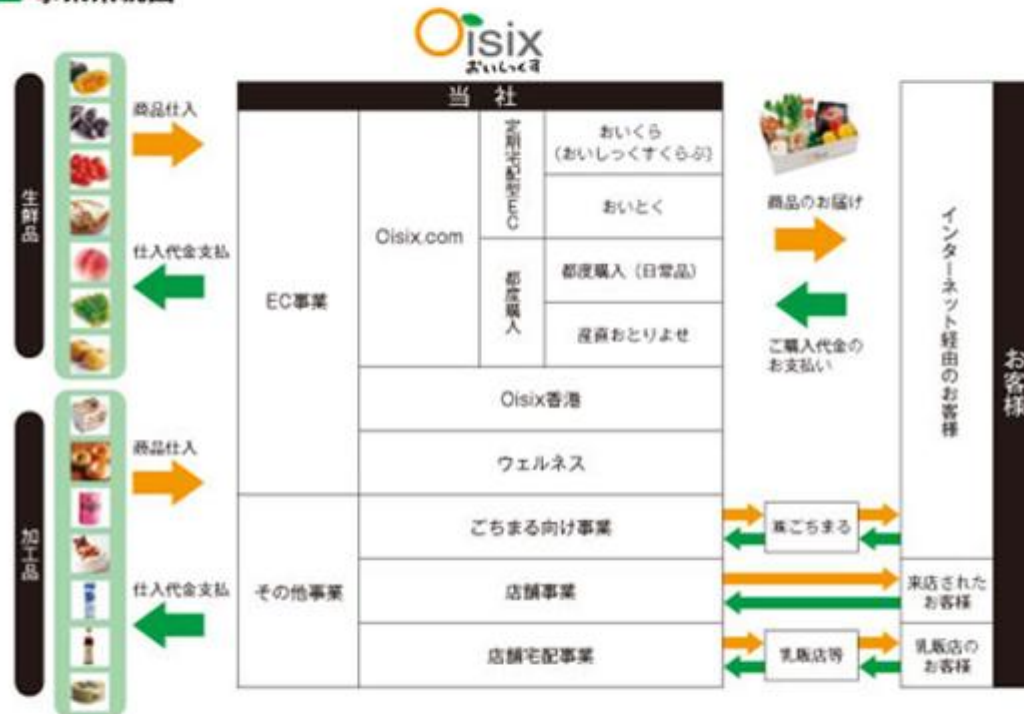 Oisix
おいしっくす
当 社
生鮮品
商品仕入
仕入代金支払
加工品
商品仕入
仕入代金支払
EC事業
Oisix.com
定期宅配型EC
おいくら
(おいしっくすくらぶ)
おいとく
都度購入
都度購入(日常品)
産直おとりよせ
Oisix香港
ウェルネス
その他事業
ごちまる向け事業
店舗事業
店舗宅配事業
商品のお届け
ご購入代金の
お支払い
㈱ごちまる
乳販店等
インターネット経由のお客様
来店された
お客様
乳販店の
お客様
お客様